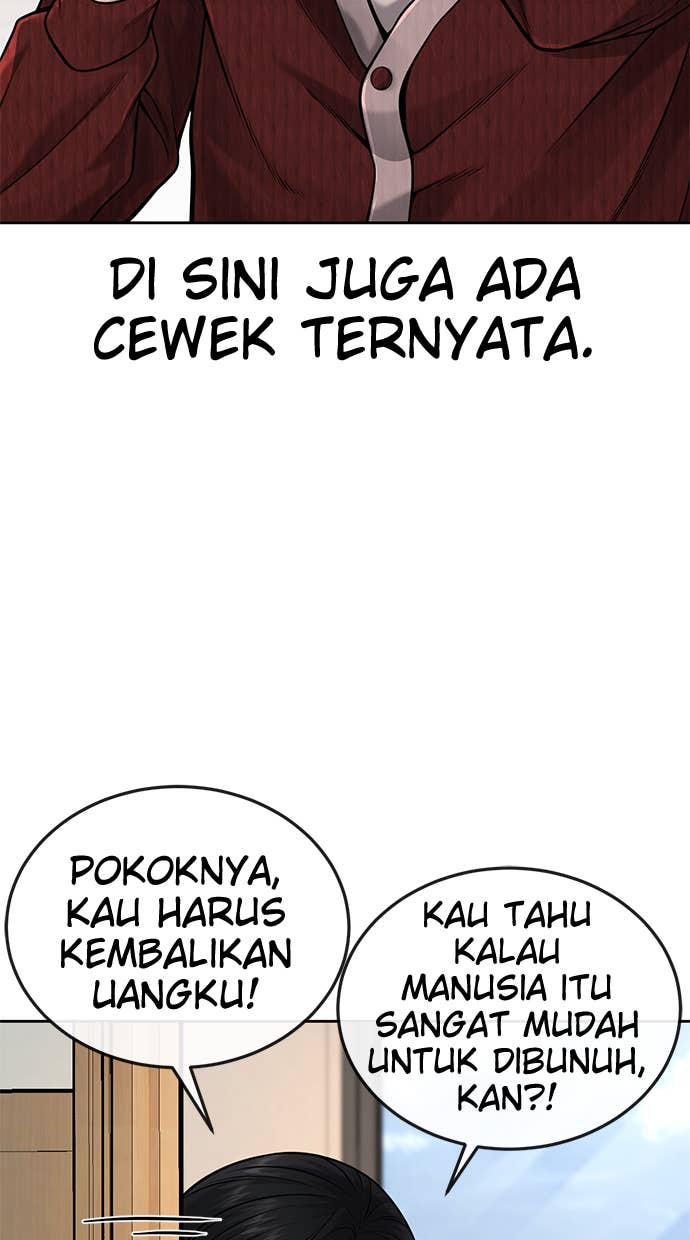 DI SINI JUGA ADA
CEWEK TERNYATA.
POKOKNYA,
KAU HARUS
KEMBALIKAN
UANGKU!
KAU TAHU
KALAU
MANUSIA ITU
SANGAT MUDAH
UNTUK DIBUNUH,
KAN?!